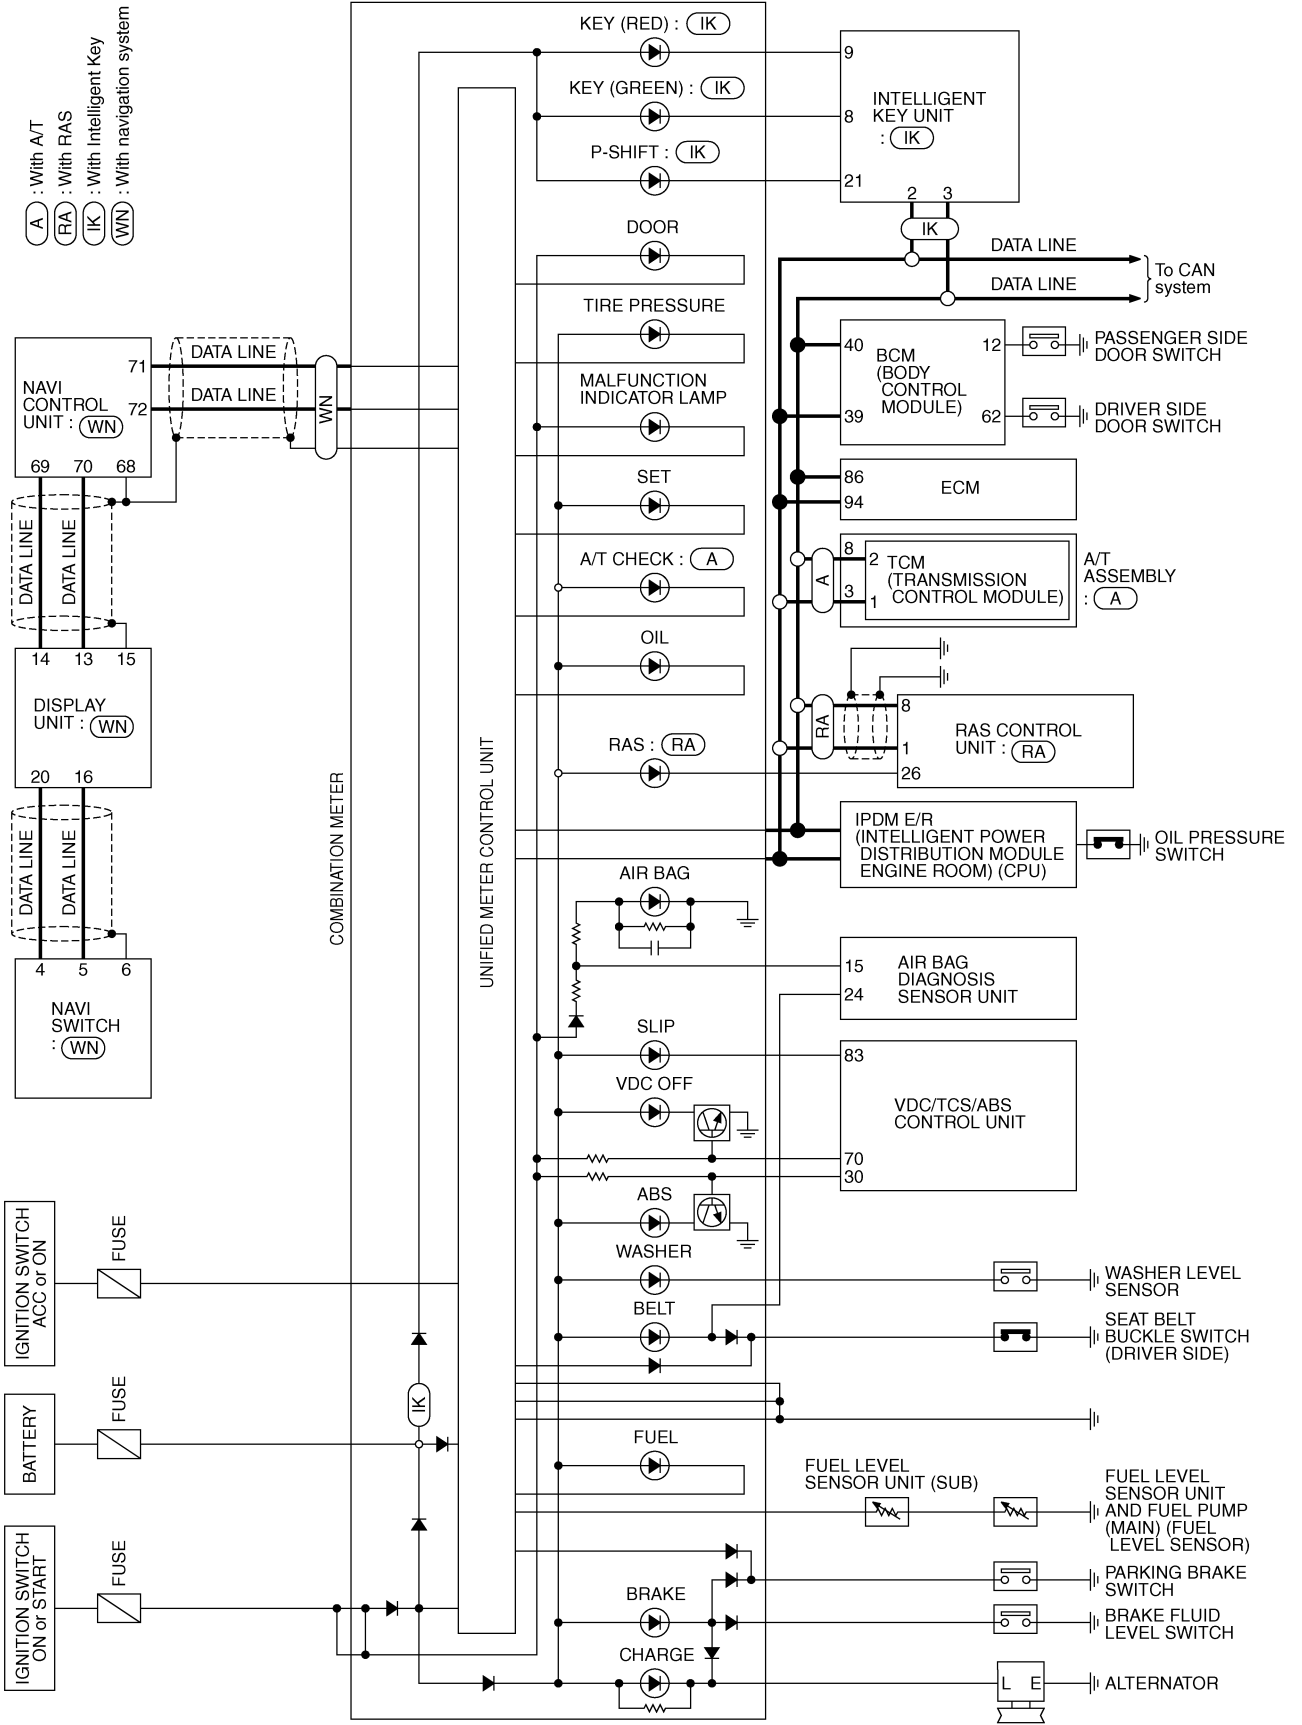 A : With A/T
RA : With RAS
IK : With Intelligent Key
WN : With navigation system
KEY (RED) : IK
KEY (GREEN) : IK
P-SHIFT : IK
9
8
21
INTELLIGENT
KEY UNIT
: IK
2 3
IK
DATA LINE
DATA LINE
To CAN
system
DOOR
TIRE PRESSURE
MALFUNCTION
INDICATOR LAMP
SET
A/T CHECK : A
OIL
RAS : RA
40
39
BCM
(BODY
CONTROL
MODULE)
12
62
PASSENGER SIDE
DOOR SWITCH
DRIVER SIDE
DOOR SWITCH
86
94
ECM
A
8
3
2
1
TCM
(TRANSMISSION
CONTROL MODULE)
A/T
ASSEMBLY
: A
RA
8
1
26
RAS CONTROL
UNIT : RA
IPDM E/R
(INTELLIGENT POWER
DISTRIBUTION MODULE
ENGINE ROOM) (CPU)
OIL PRESSURE
SWITCH
NAVI
CONTROL
UNIT : WN
71
72
DATA LINE
DATA LINE
WN
69 70 68
DATA LINE
DATA LINE
14 13 15
DISPLAY
UNIT : WN
20 16
DATA LINE
DATA LINE
4 5 6
NAVI
SWITCH
: WN
COMBINATION METER
UNIFIED METER CONTROL UNIT
AIR BAG
15
24
AIR BAG
DIAGNOSIS
SENSOR UNIT
SLIP
VDC OFF
83
70
30
VDC/TCS/ABS
CONTROL UNIT
ABS
WASHER
WASHER LEVEL
SENSOR
BELT
SEAT BELT
BUCKLE SWITCH
(DRIVER SIDE)
IGNITION SWITCH
ACC or ON
FUSE
BATTERY
FUSE
IK
IGNITION SWITCH
ON or START
FUSE
FUEL
FUEL LEVEL
SENSOR UNIT (SUB)
FUEL LEVEL
SENSOR UNIT
AND FUEL PUMP
(MAIN) (FUEL
LEVEL SENSOR)
PARKING BRAKE
SWITCH
BRAKE
BRAKE FLUID
LEVEL SWITCH
CHARGE
L E
ALTERNATOR